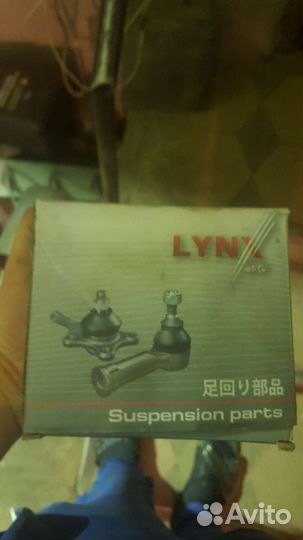 LYNX
auto
足回り部品
Suspension parts
Avito